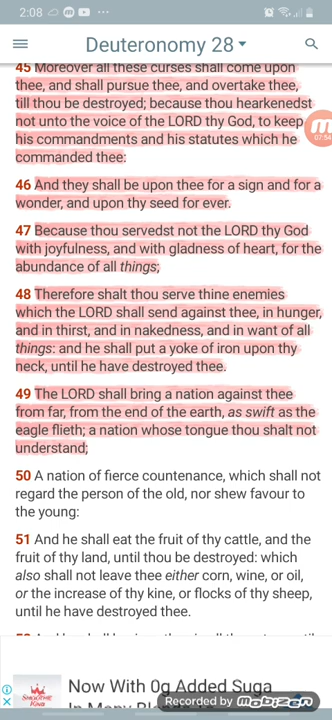 2:08
Deuteronomy 28
45 Moreover all these curses shall come upon
thee, and shall pursue thee, and overtake thee,
till thou be destroyed; because thou hearkenedst
not unto the voice of the LORD thy God, to keep
his commandments and his statutes which he
commanded thee:
07:54
46 And they shall be upon thee for a sign and for a
wonder, and upon thy seed for ever.
47 Because thou servedst not the LORD thy God
with joyfulness, and with gladness of heart, for the
abundance of all things;
48 Therefore shalt thou serve thine enemies
which the LORD shall send against thee, in hunger,
and in thirst, and in nakedness, and in want of all
things: and he shall put a yoke of iron upon thy
neck, until he have destroyed thee.
49 The LORD shall bring a nation against thee
from far, from the end of the earth, as swift as the
eagle flieth; a nation whose tongue thou shalt not
understand;
50 A nation of fierce countenance, which shall not
regard the person of the old, nor shew favour to
the young:
51 And he shall eat the fruit of thy cattle, and the
fruit of thy land, until thou be destroyed: which
also shall not leave thee either corn, wine, or oil,
or the increase of thy kine, or flocks of thy sheep,
until he have destroyed thee.
SMOOTHIE
King
Now With 0g Added Suga
In Many
Recorded by MOBIZEN